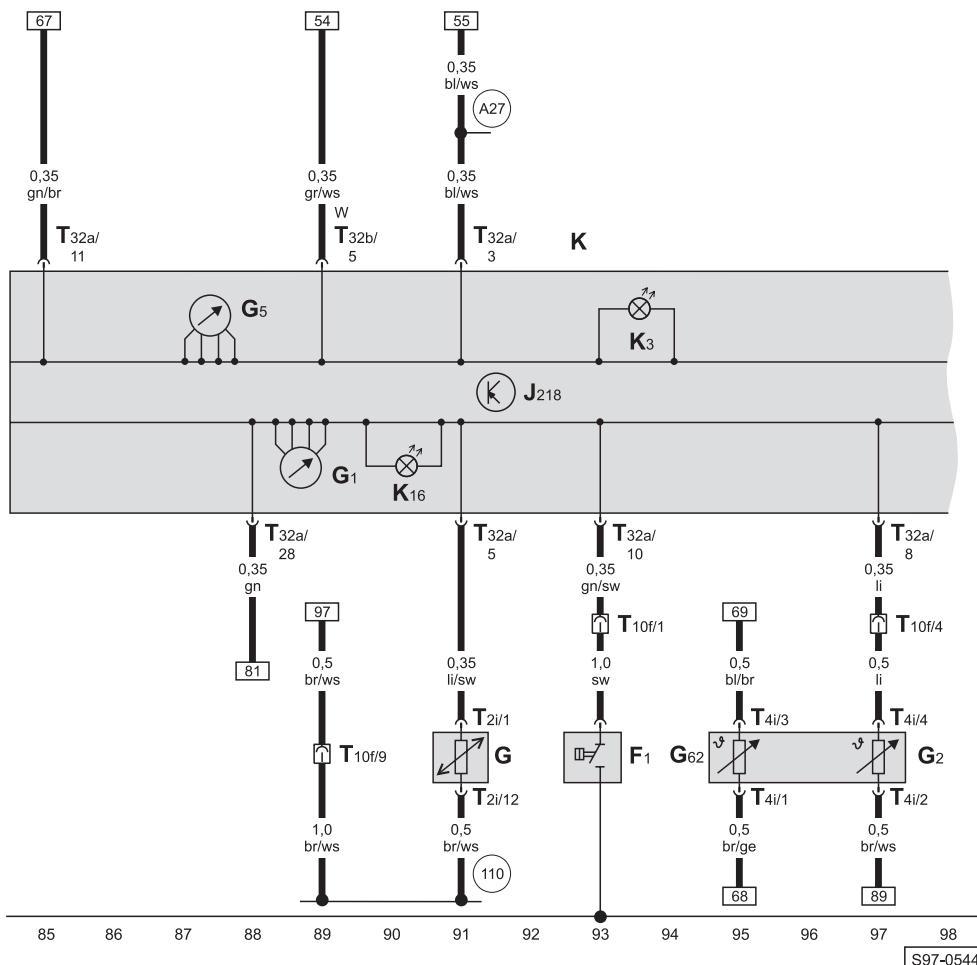 67
54
55
0,35
bl/ws
A27
0,35
gn/br
0,35
gr/ws
0,35
bl/ws
W
T32a/
11
T32b/
5
T32a/
3
K
G5
K3
J218
G1
K16
T32a/
28
T32a/
5
T32a/
10
T32a/
8
0,35
gn
0,35
gn/sw
0,35
li
97
69
T10f/1
T10f/4
81
0,5
br/ws
0,35
li/sw
1,0
sw
0,5
bl/br
0,5
li
T2i/1
T4i/3
T4i/4
T10f/9
G
F1
G62
G2
T2i/12
T4i/1
T4i/2
1,0
br/ws
0,5
br/ws
0,5
br/ge
0,5
br/ws
110
68
89
85 86 87 88 89 90 91 92 93 94 95 96 97 98
S97-0544